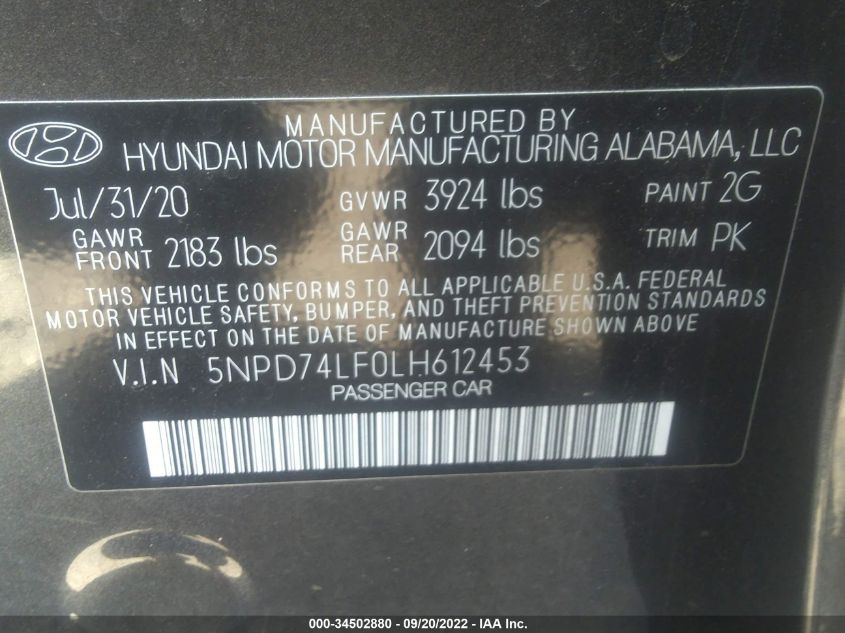 MANUFACTURED BY
HYUNDAI MOTOR MANUFACTURING ALABAMA, LLC
Jul/31/20 GVWR 3924 lbs PAINT 2G
GAWR FRONT 2183 lbs GAWR REAR 2094 lbs TRIM PK
THIS VEHICLE CONFORMS TO ALL APPLICABLE U.S.A. FEDERAL
MOTOR VEHICLE SAFETY, BUMPER, AND THEFT PREVENTION STANDARDS
IN EFFECT ON THE DATE OF MANUFACTURE SHOWN ABOVE
V.I.N 5NPD74LF0LH612453
PASSENGER CAR
000-34502880 - 09/20/2022 - IAA Inc.